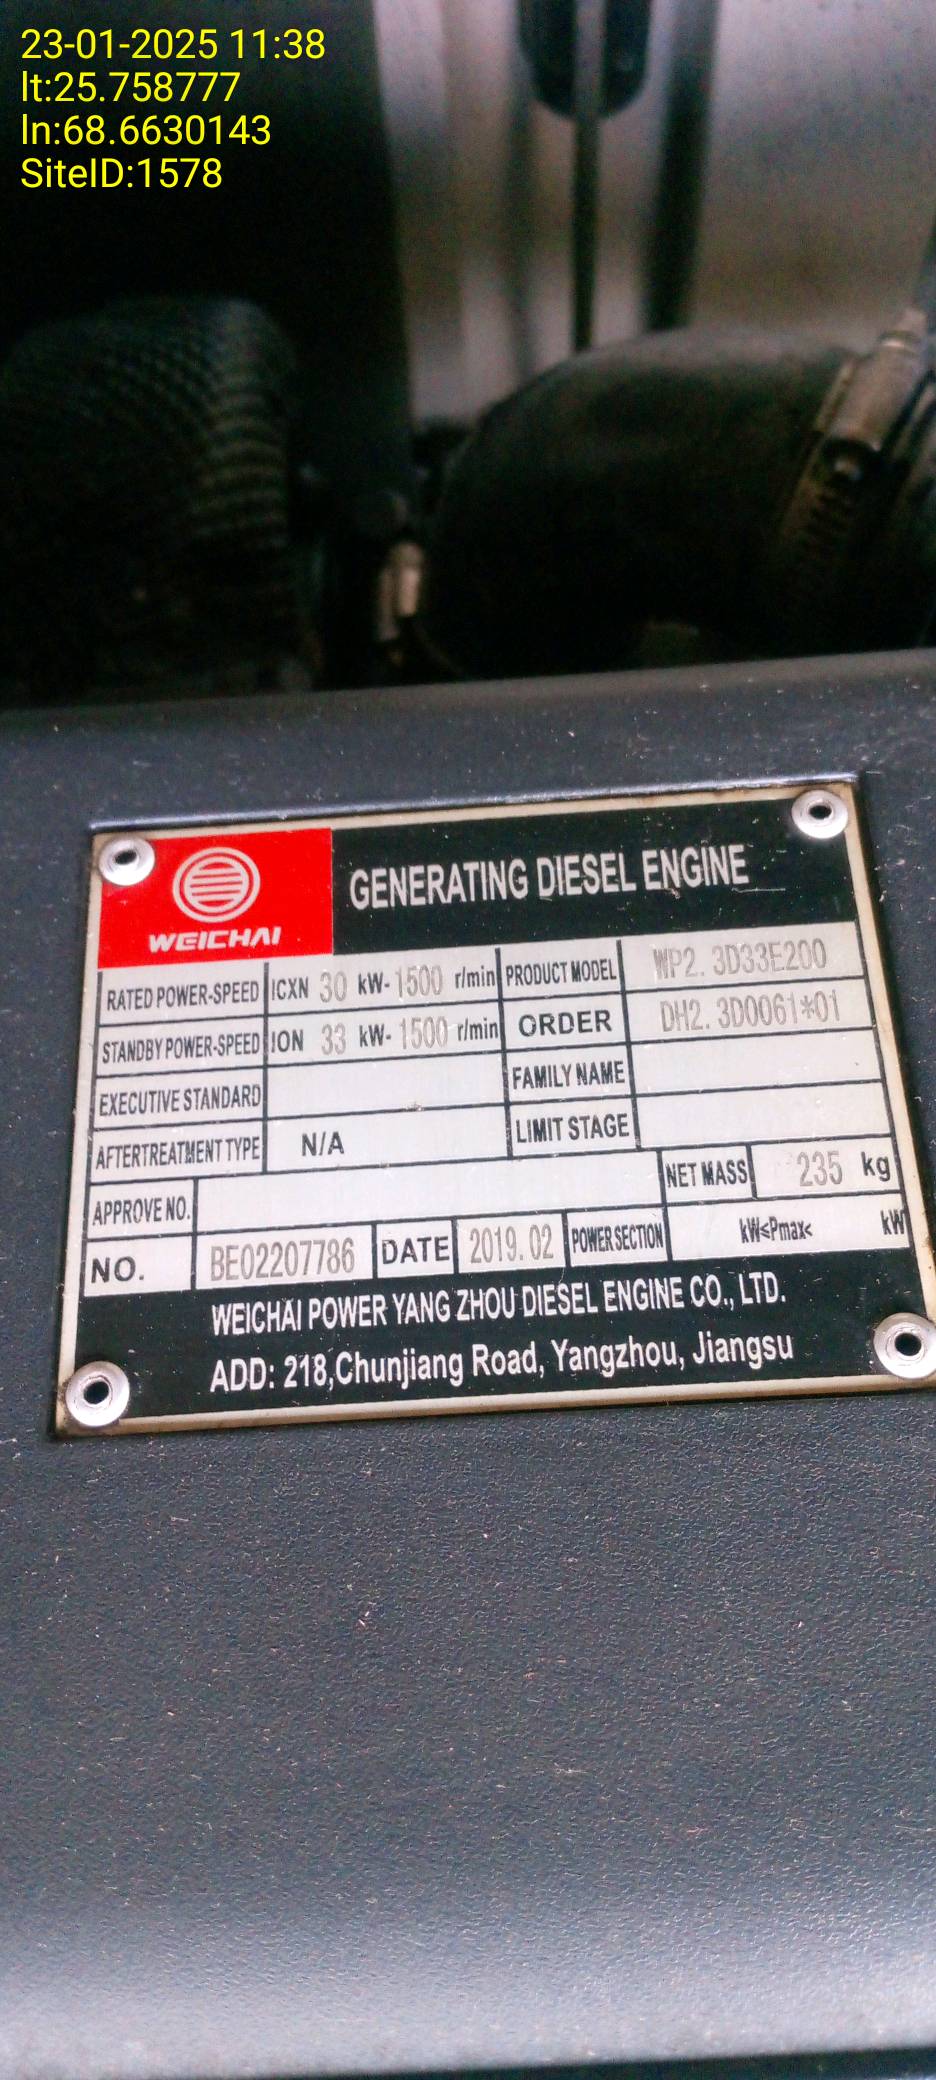 23-01-2025 11:38
lt:25.758777
ln:68.6630143
SiteID:1578
WEICHAI
GENERATING DIESEL ENGINE
RATED POWER-SPEED ICXN 30 kW- 1500 r/min PRODUCT MODEL WP2. 3D33E200
STANDBY POWER-SPEED ION 33 kW- 1500 r/min ORDER DH2. 3D0061*01
EXECUTIVE STANDARD FAMILY NAME
AFTERTREATMENT TYPE N/A LIMIT STAGE
APPROVE NO. NET MASS 235 kg
NO. BE02207786 DATE 2019. 02 POWER SECTION kW≤Pmax< kW
WEICHAI POWER YANG ZHOU DIESEL ENGINE CO., LTD.
ADD: 218,Chunjiang Road, Yangzhou, Jiangsu